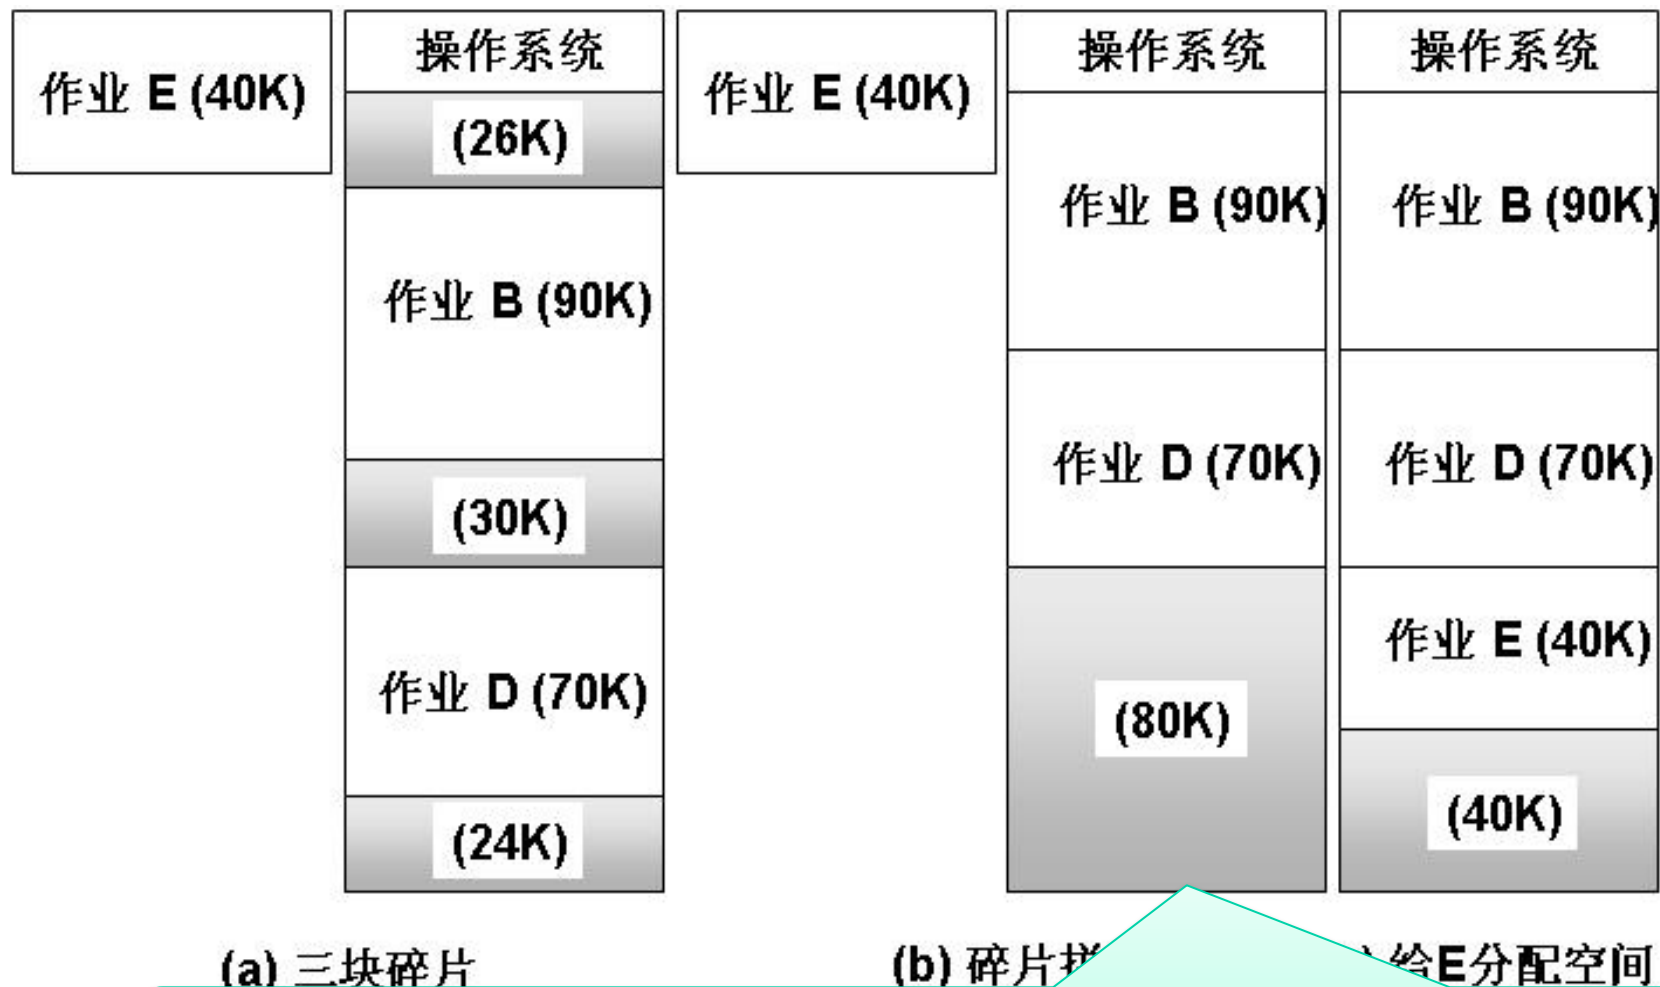 作业 E (40K)
操作系统
(26K)
作业 B (90K)
(30K)
作业 D (70K)
(24K)
(a) 三块碎片
作业 E (40K)
操作系统
作业 B (90K)
作业 D (70K)
(80K)
(b) 碎片拼
操作系统
作业 B (90K)
作业 D (70K)
作业 E (40K)
(40K)
) 给E分配空间